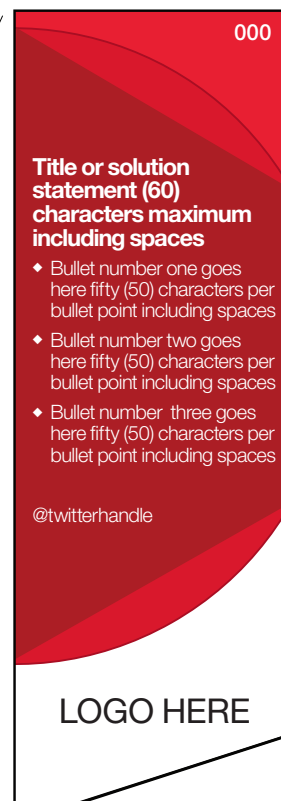 000
Title or solution
statement (60)
characters maximum
including spaces
◆ Bullet number one goes
here fifty (50) characters per
bullet point including spaces
◆ Bullet number two goes
here fifty (50) characters per
bullet point including spaces
◆ Bullet number  three goes
here fifty (50) characters per
bullet point including spaces
@twitterhandle
LOGO HERE